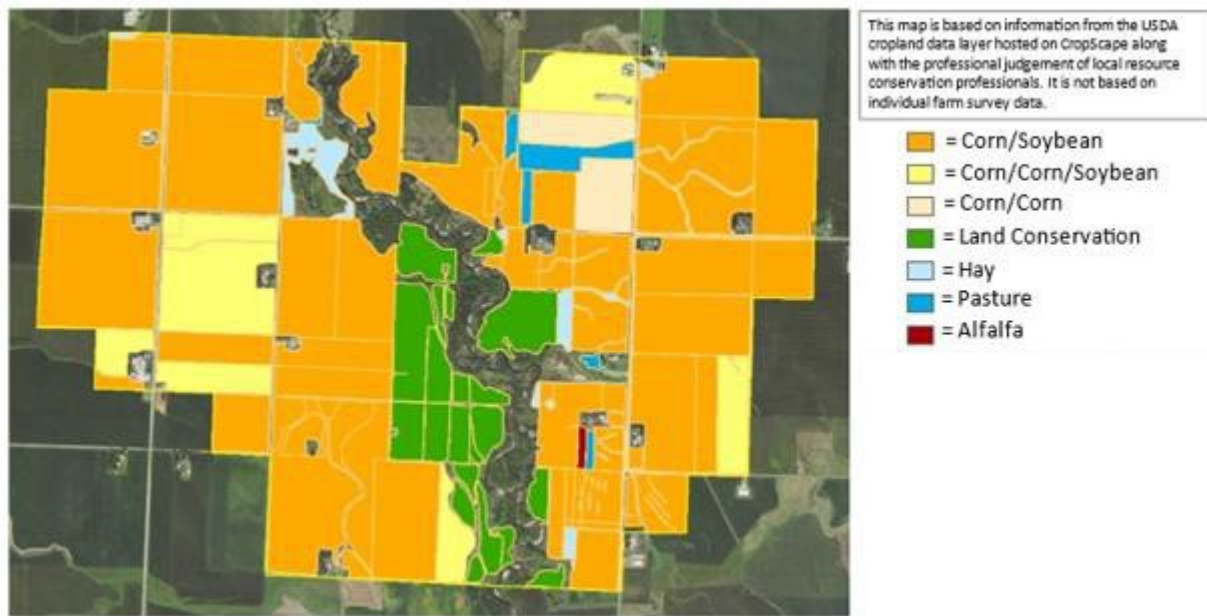 This map is based on information from the USDA
cropland data layer hosted on CropScape along
with the professional judgement of local resource
conservation professionals. It is not based on
individual farm survey data.
= Corn/Soybean
= Corn/Corn/Soybean
= Corn/Corn
= Land Conservation
= Hay
= Pasture
= Alfalfa